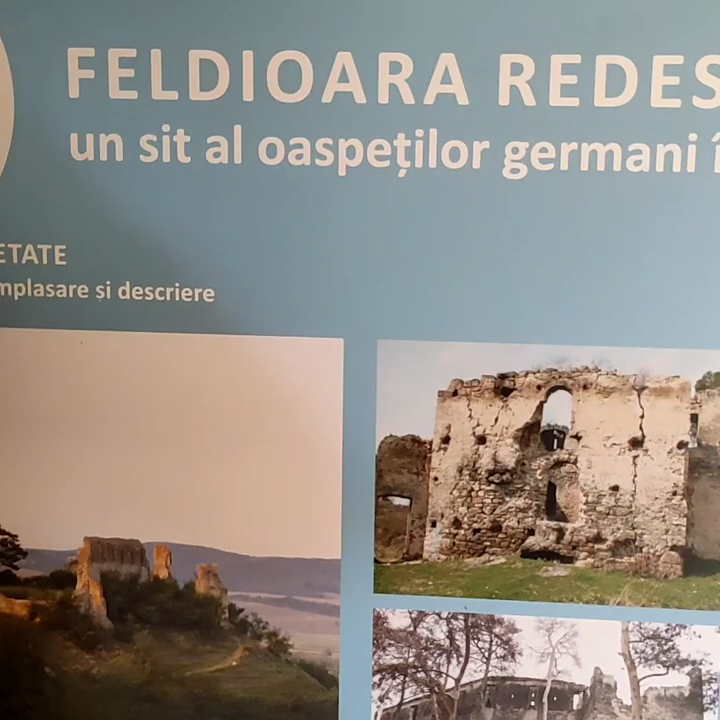 FELDIOARA REDES
un sit al oaspeților germani î
ETATE
mplasare și descriere